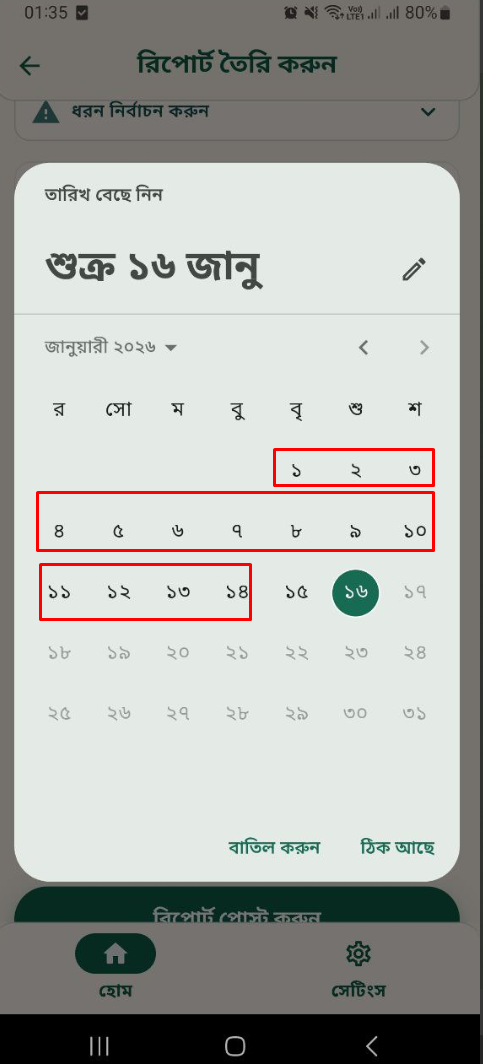 01:35 Vo) LTE1 80%
রিপোর্ট তৈরি করুন
ধরন নির্বাচন করুন
তারিখ বেছে নিন
শুক্র ১৬ জানু
জানুয়ারী ২০২৬
র সো ম বু বৃ শু শ
১ ২ ৩
৪ ৫ ৬ ৭ ৮ ৯ ১০
১১ ১২ ১৩ ১৪ ১৫ ১৬ ১৭
১৮ ১৯ ২০ ২১ ২২ ২৩ ২৪
২৫ ২৬ ২৭ ২৮ ২৯ ৩০ ৩১
বাতিল করুন ঠিক আছে
রিপোর্ট পোস্ট করুন
হোম সেটিংস